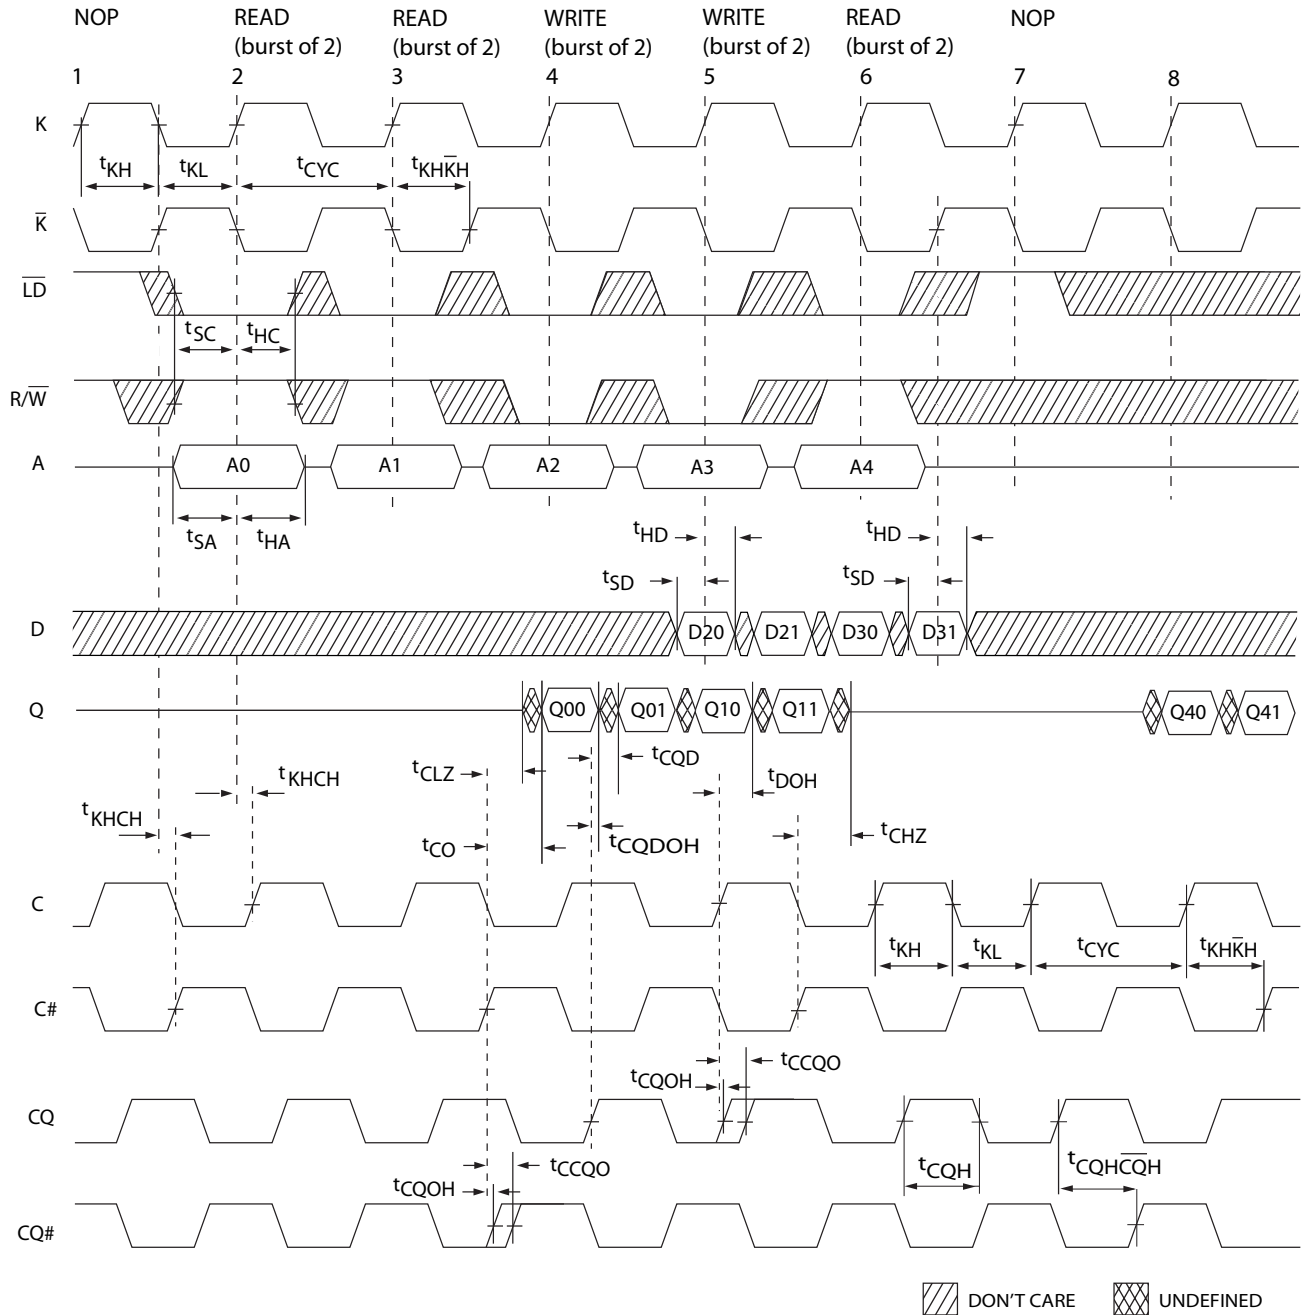 NOP READ READ WRITE WRITE READ NOP
(burst of 2) (burst of 2) (burst of 2) (burst of 2) (burst of 2)
1 2 3 4 5 6 7 8
K
tKH tKL tCYC tKHK̅H
K̅
L̅D̅
tSC tHC
R/W̅
A A0 A1 A2 A3 A4
tSA tHA tHD tHD
tSD tSD
D D20 D21 D30 D31
Q Q00 Q01 Q10 Q11 Q40 Q41
tKHCH tCLZ tCQD tDOH
tKHCH tCO tCQDOH tCHZ
C
tKH tKL tCYC tKHK̅H
C#
tCQOH tCCQO
CQ
tCQOH tCCQO tCQH tCQHC̅Q̅H
CQ#
DON'T CARE UNDEFINED